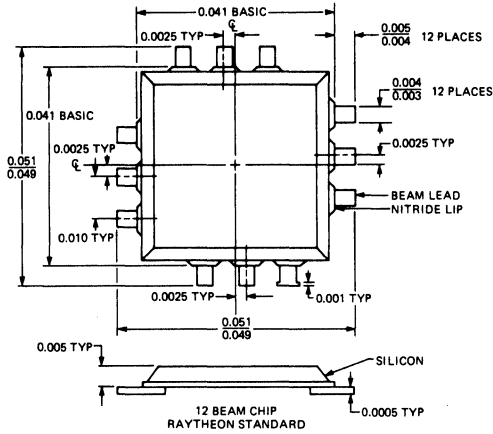 0.041 BASIC
0.0025 TYP
℄
0.005
0.004
12 PLACES
0.004
0.003
12 PLACES
0.041 BASIC
0.051
0.049
0.0025 TYP
℄
0.0025 TYP
BEAM LEAD
NITRIDE LIP
0.010 TYP
0.0025 TYP
0.001 TYP
0.051
0.049
0.005 TYP
SILICON
0.0005 TYP
12 BEAM CHIP
RAYTHEON STANDARD